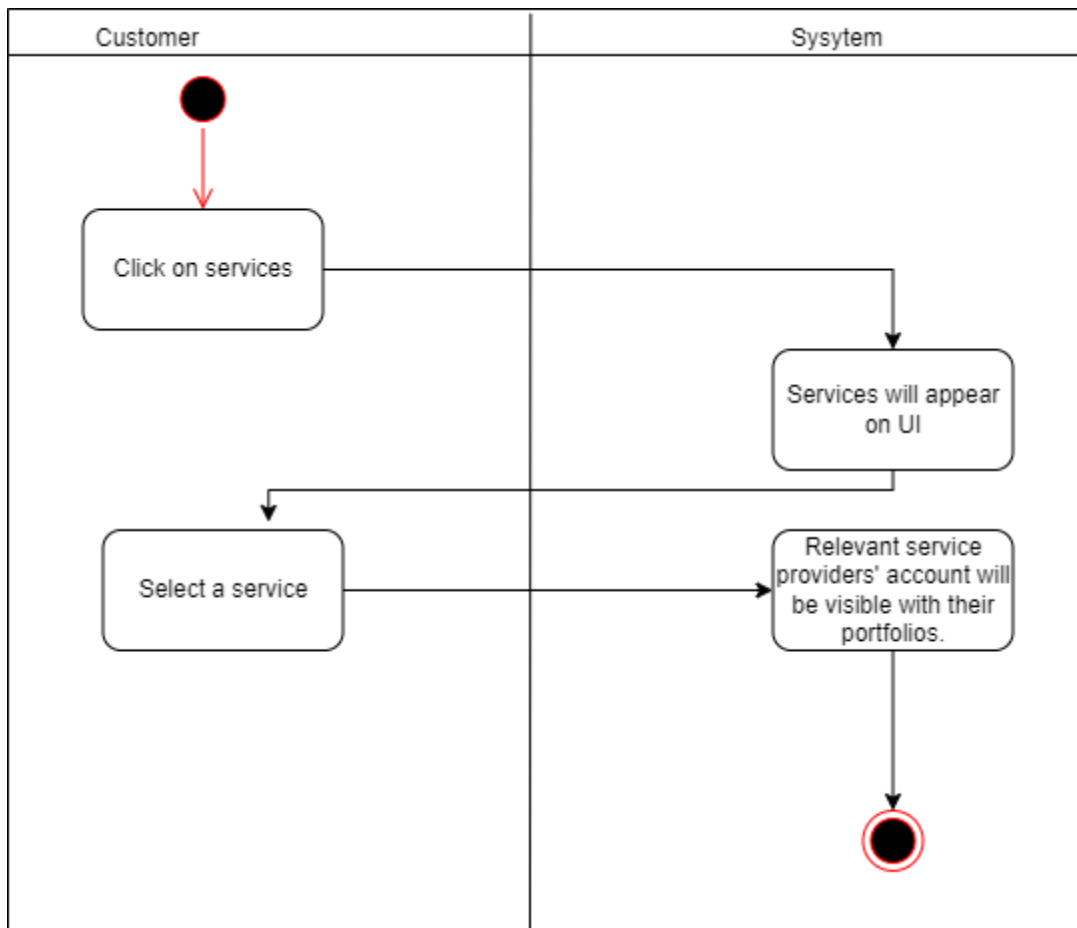 Customer
Sysytem
Click on services
Services will appear
on UI
Select a service
Relevant service
providers' account will
be visible with their
portfolios.